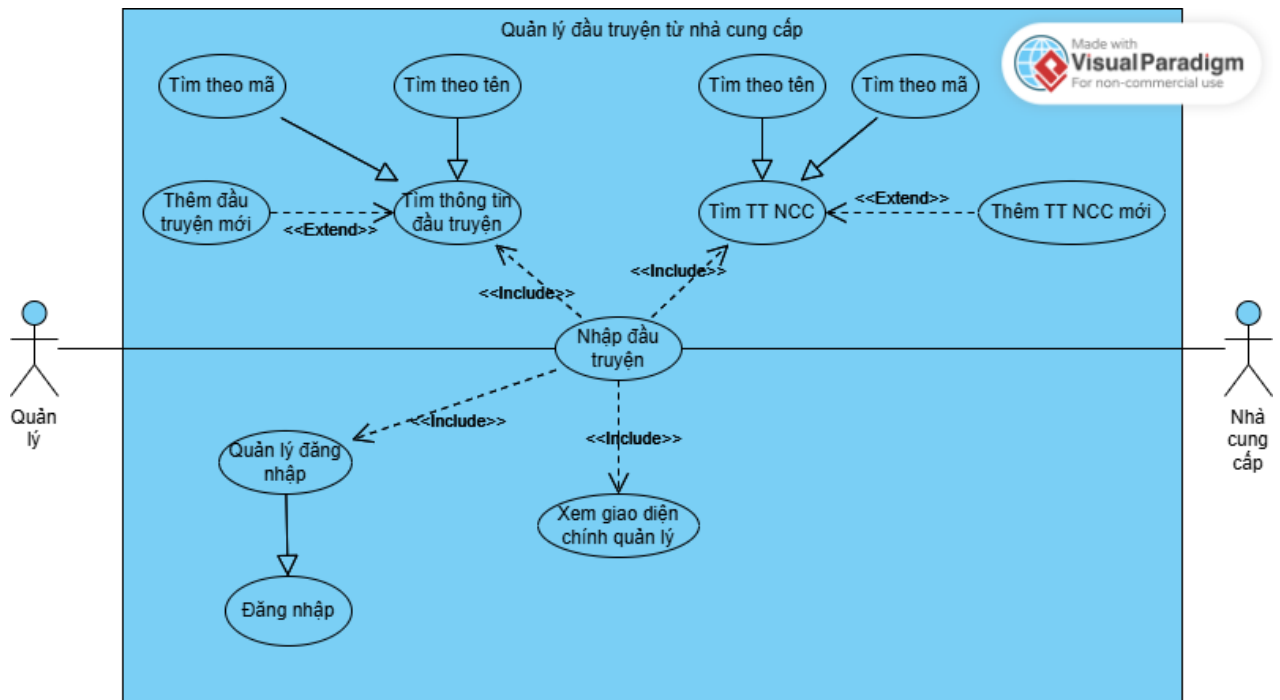 Quản lý đầu truyện từ nhà cung cấp
Made with
Visual Paradigm
For non-commercial use
Tìm theo mã
Tìm theo tên
Tìm theo tên
Tìm theo mã
Thêm đầu
truyện mới
<<Extend>>
Tìm thông tin
đầu truyện
Tìm TT NCC
<<Extend>>
Thêm TT NCC mới
<<Include>>
<<Include>>
Nhập đầu
truyện
Quản
lý
Nhà
cung
cấp
<<Include>>
<<Include>>
Quản lý đăng
nhập
Xem giao diện
chính quản lý
Đăng nhập